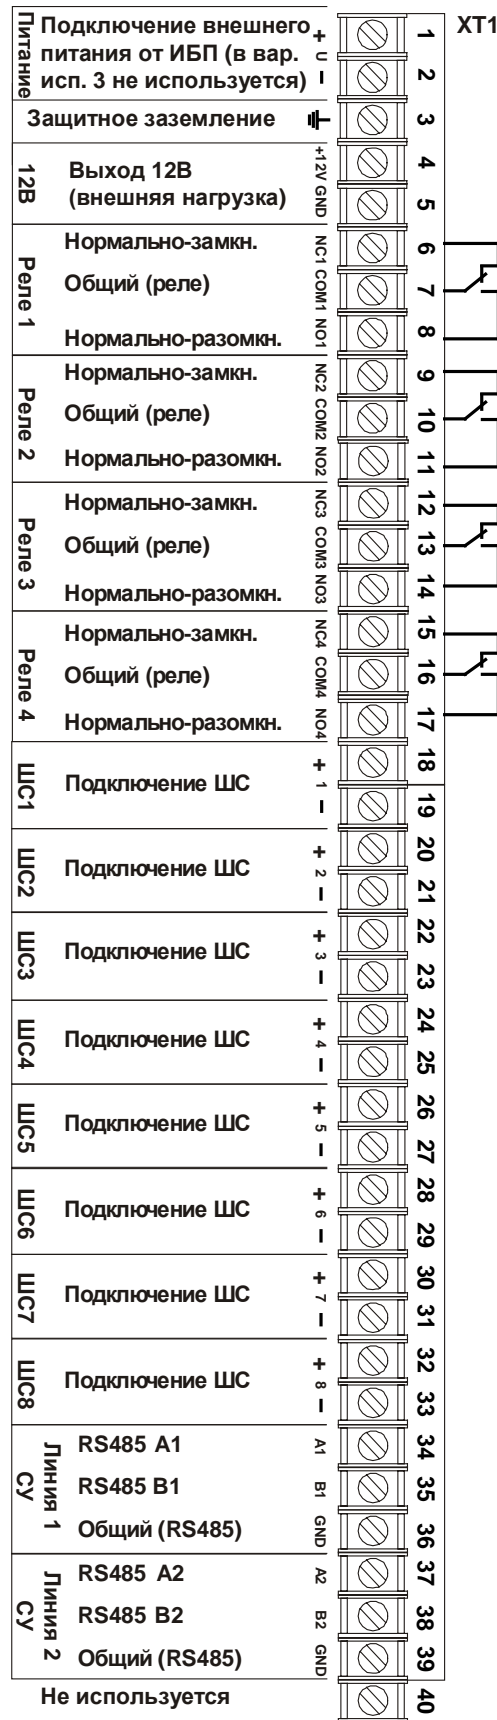 XT1
Питание
Подключение внешнего
питания от ИБП (в вар.
исп. 3 не используется)
+ U − 1 2
Защитное заземление 3
12В
Выход 12В
(внешняя нагрузка)
+12V GND 4 5
Реле 1
Нормально-замкн. NC1 6
Общий (реле) COM1 7
Нормально-разомкн. NO1 8
Реле 2
Нормально-замкн. NC2 9
Общий (реле) COM2 10
Нормально-разомкн. NO2 11
Реле 3
Нормально-замкн. NC3 12
Общий (реле) COM3 13
Нормально-разомкн. NO3 14
Реле 4
Нормально-замкн. NC4 15
Общий (реле) COM4 16
Нормально-разомкн. NO4 17
ШС1 Подключение ШС + 1 − 18 19
ШС2 Подключение ШС + 2 − 20 21
ШС3 Подключение ШС + 3 − 22 23
ШС4 Подключение ШС + 4 − 24 25
ШС5 Подключение ШС + 5 − 26 27
ШС6 Подключение ШС + 6 − 28 29
ШС7 Подключение ШС + 7 − 30 31
ШС8 Подключение ШС + 8 − 32 33
Линия 1
СУ
RS485 A1 A1 34
RS485 B1 B1 35
Общий (RS485) GND 36
Линия 2
СУ
RS485 A2 A2 37
RS485 B2 B2 38
Общий (RS485) GND 39
Не используется 40